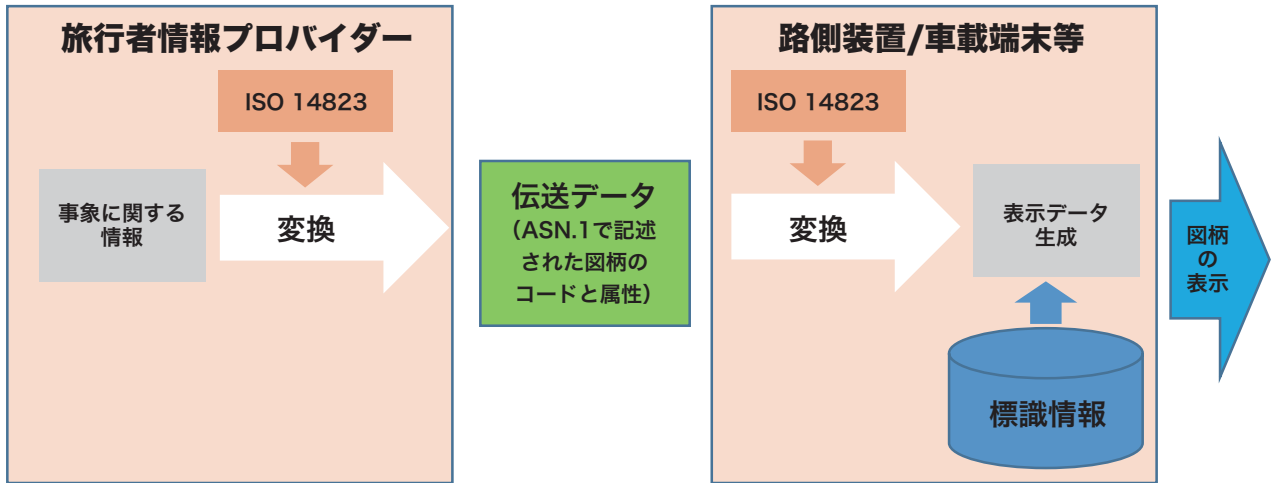 旅行者情報プロバイダー
ISO 14823
事象に関する
情報
変換
伝送データ
（ASN.1で記述
された図柄の
コードと属性）
路側装置/車載端末等
ISO 14823
変換
表示データ
生成
標識情報
図柄
の
表示